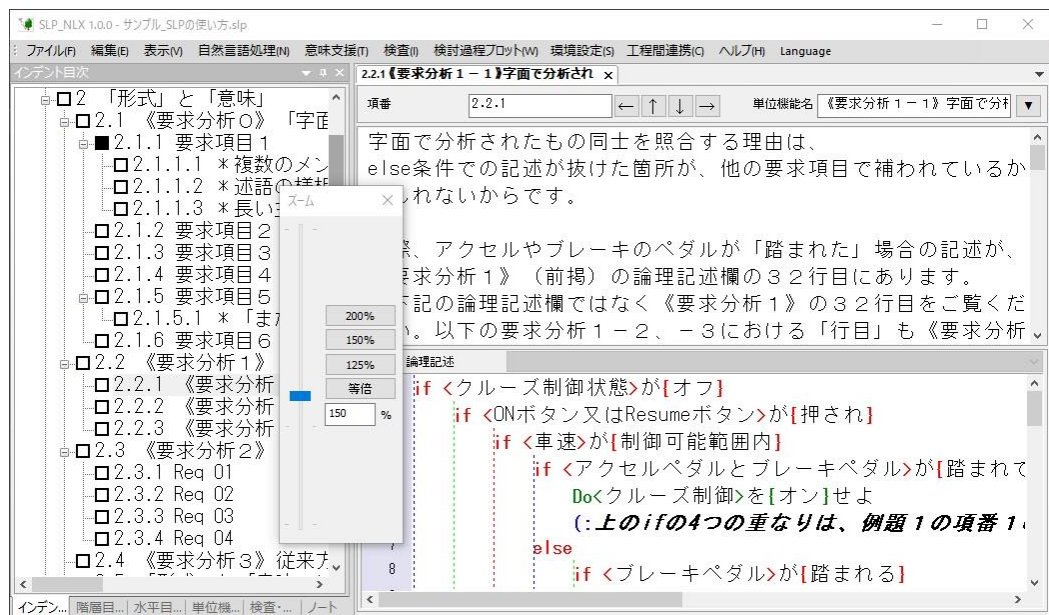 SLP_NLX 1.0.0 - サンプル_SLPの使い方.slp
ファイル(F) 編集(E) 表示(V) 自然言語処理(N) 意味支援(T) 検査(I) 検討過程プロット(W) 環境設定(S) 工程間連携(C) ヘルプ(H) Language
インデント目次
2 「形式」と「意味」
2.1 《要求分析０》「字面
2.1.1 要求項目１
2.1.1.1 ＊複数のメン
2.1.1.2 ＊述語の様相
2.1.1.3 ＊長い
2.1.2 要求項目２
2.1.3 要求項目３
2.1.4 要求項目４
2.1.5 要求項目５
2.1.5.1 ＊「また
2.1.6 要求項目６
2.2 《要求分析１》
2.2.1 《要求分析
2.2.2 《要求分析
2.2.3 《要求分析
2.3 《要求分析２》
2.3.1 Req 01
2.3.2 Req 02
2.3.3 Req 03
2.3.4 Req 04
2.4 《要求分析３》従来方
インデン... 階層目... 水平目... 単位機... 検査・... ノート
ズーム
200%
150%
125%
等倍
150 %
2.2.1《要求分析１－１》字面で分析され
項番 2.2.1 ← ↑ ↓ → 単位機能名 《要求分析１－１》字面で分析
字面で分析されたもの同士を照合する理由は、
else条件での記述が抜けた箇所が、他の要求項目で補われているか
しれないからです。
、アクセルやブレーキのペダルが「踏まれた」場合の記述が、
要求分析１》（前掲）の論理記述欄の３２行目にあります。
下記の論理記述欄ではなく《要求分析１》の３２行目をご覧くだ
い。以下の要求分析１－２、－３における「行目」も《要求分析
論理記述
if <クルーズ制御状態>が[オフ]
if <ONボタン又はResumeボタン>が[押され]
if <車速>が[制御可能範囲内]
if <アクセルペダルとブレーキペダル>が[踏まれて
Do<クルーズ制御>を[オン]せよ
(:上のifの4つの重なりは、例題１の項番１
7 else
8 if <ブレーキペダル>が[踏まれる]